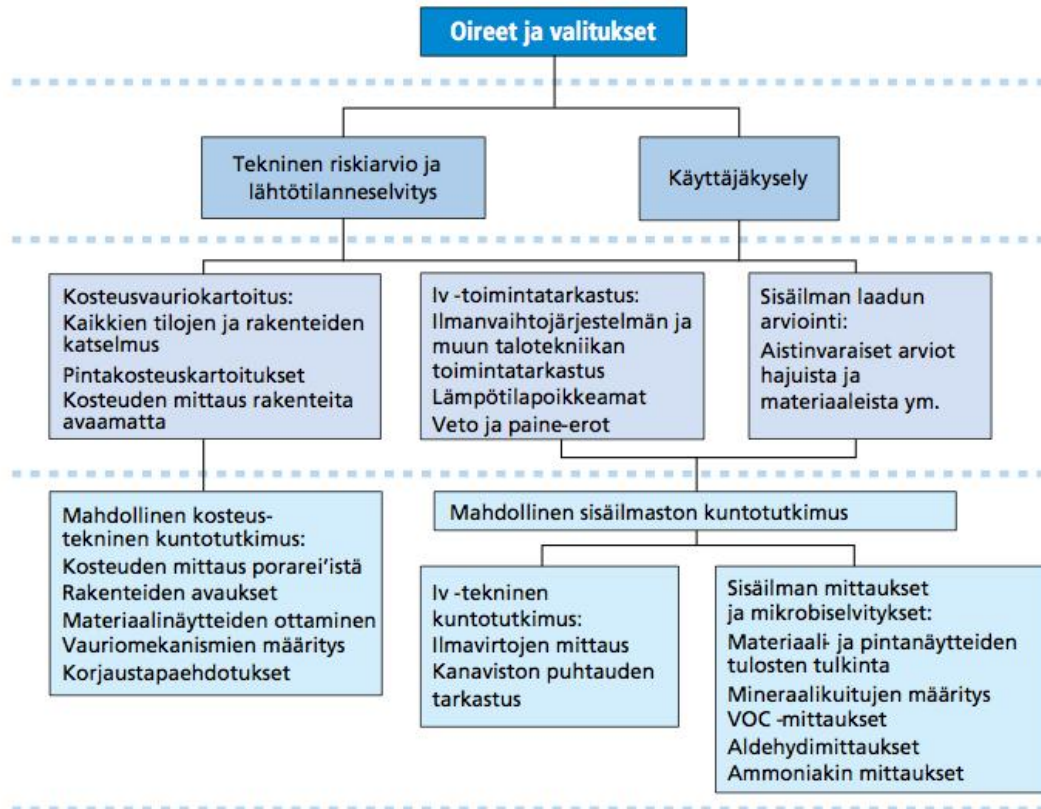 Oireet ja valitukset
Tekninen riskiarvio ja
lähtötilanneselvitys
Käyttäjäkysely
Kosteusvauriokartoitus:
Kaikkien tilojen ja rakenteiden
katselmus
Pintakosteuskartoitukset
Kosteuden mittaus rakenteita
avaamatta
Iv -toimintatarkastus:
Ilmanvaihtojärjestelmän ja
muun talotekniikan
toimintatarkastus
Lämpötilapoikkeamat
Veto ja paine-erot
Sisäilman laadun
arviointi:
Aistinvaraiset arviot
hajuista ja
materiaaleista ym.
Mahdollinen kosteus-
tekninen kuntotutkimus:
Kosteuden mittaus porarei’istä
Rakenteiden avaukset
Materiaalinäytteiden ottaminen
Vauriomekanismien määritys
Korjaustapaehdotukset
Mahdollinen sisäilmaston kuntotutkimus
Iv -tekninen
kuntotutkimus:
Ilmavirtojen mittaus
Kanaviston puhtauden
tarkastus
Sisäilman mittaukset
ja mikrobiselvitykset:
Materiaali- ja pintanäytteiden
tulosten tulkinta
Mineraalikuitujen määritys
VOC -mittaukset
Aldehydimittaukset
Ammoniakin mittaukset